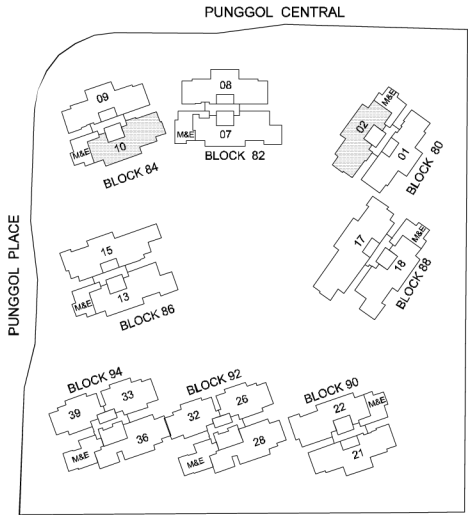 PUNGGOL CENTRAL
09
M&E
10
BLOCK 84
08
M&E
07
BLOCK 82
M&E
02
01
BLOCK 80
PUNGGOL PLACE
15
M&E
13
BLOCK 86
17
M&E
18
BLOCK 88
BLOCK 94
39
33
M&E
36
BLOCK 92
32
26
M&E
28
BLOCK 90
22
M&E
21